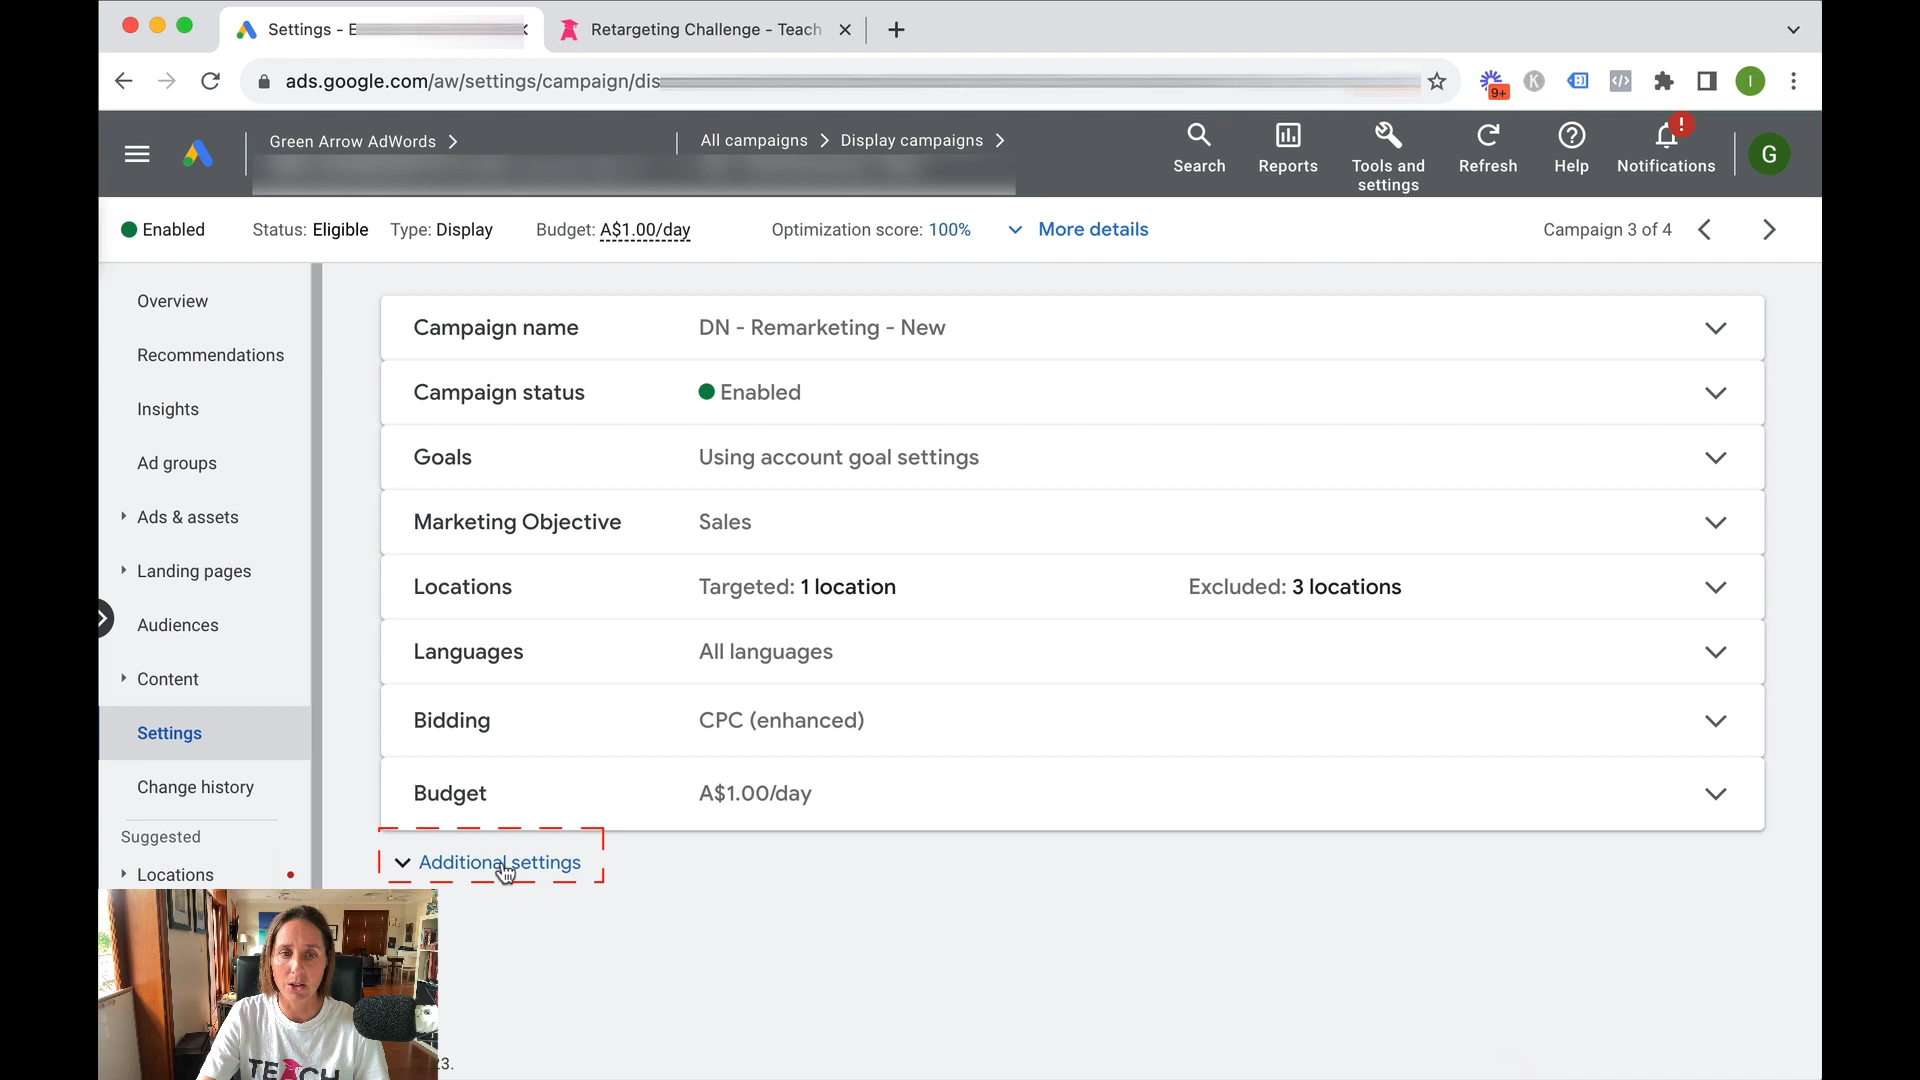 Settings - E
Retargeting Challenge - Teach
ads.google.com/aw/settings/campaign/dis
9+
K
I
Green Arrow AdWords
All campaigns
Display campaigns
Search
Reports
Tools and
settings
Refresh
Help
!
Notifications
G
Enabled
Status: Eligible
Type: Display
Budget: A$1.00/day
Optimization score: 100%
More details
Campaign 3 of 4
Overview
Recommendations
Insights
Ad groups
Ads & assets
Landing pages
Audiences
Content
Settings
Change history
Suggested
Locations
Campaign name
DN - Remarketing - New
Campaign status
Enabled
Goals
Using account goal settings
Marketing Objective
Sales
Locations
Targeted: 1 location
Excluded: 3 locations
Languages
All languages
Bidding
CPC (enhanced)
Budget
A$1.00/day
Additional settings
TEACH
23.